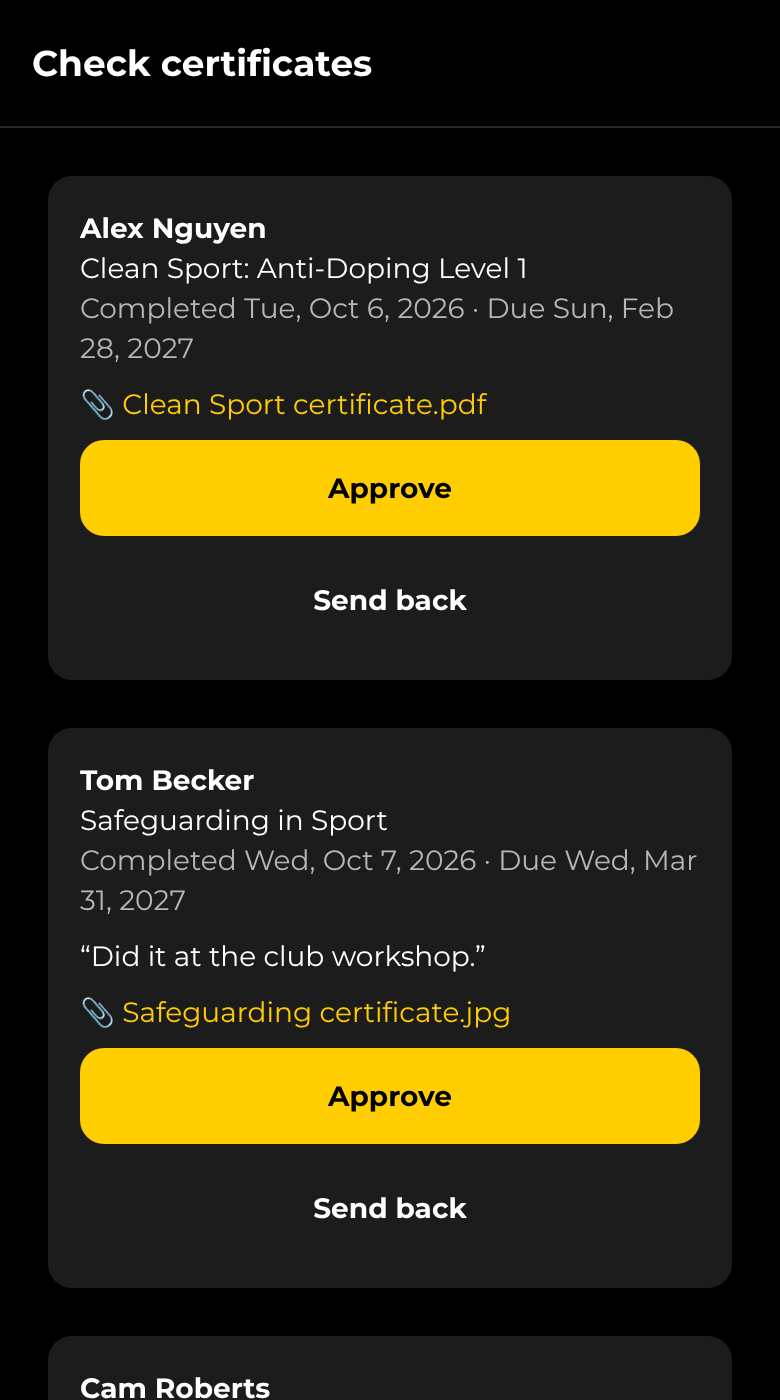 Check certificates
Alex Nguyen
Clean Sport: Anti-Doping Level 1
Completed Tue, Oct 6, 2026 · Due Sun, Feb
28, 2027
📎 Clean Sport certificate.pdf
Approve
Send back
Tom Becker
Safeguarding in Sport
Completed Wed, Oct 7, 2026 · Due Wed, Mar
31, 2027
“Did it at the club workshop.”
📎 Safeguarding certificate.jpg
Approve
Send back
Cam Roberts